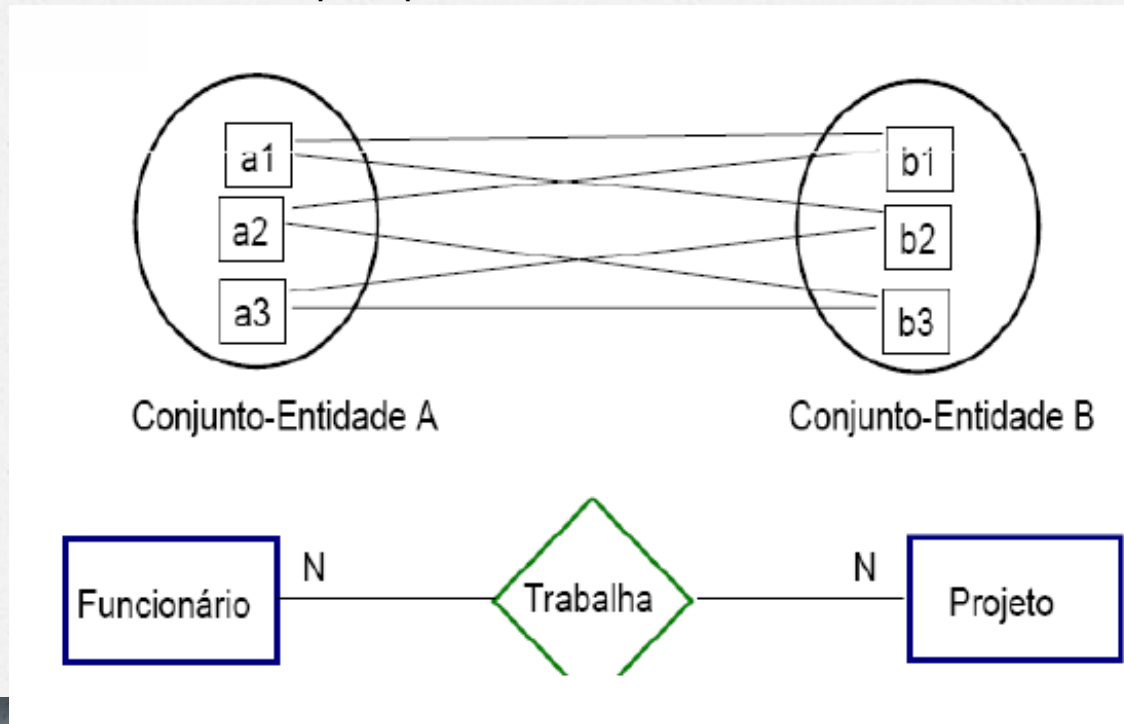 a1
b1
a2
b2
a3
b3
Conjunto-Entidade A
Conjunto-Entidade B
N
N
Funcionário
Trabalha
Projeto